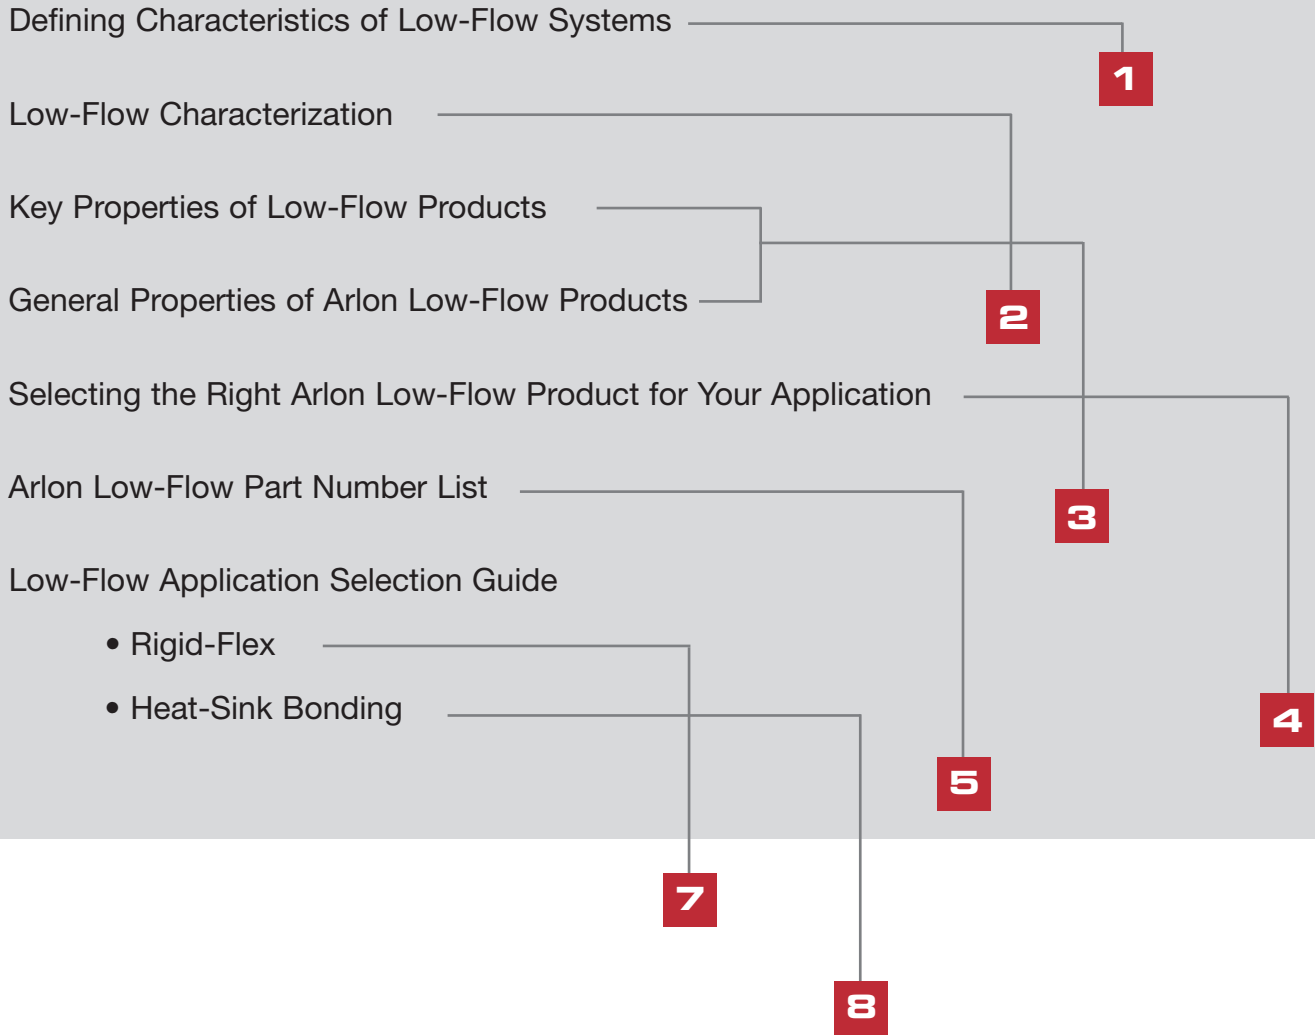 Defining Characteristics of Low-Flow Systems
1
Low-Flow Characterization
Key Properties of Low-Flow Products
General Properties of Arlon Low-Flow Products
2
Selecting the Right Arlon Low-Flow Product for Your Application
Arlon Low-Flow Part Number List
3
Low-Flow Application Selection Guide
• Rigid-Flex
• Heat-Sink Bonding
4
5
7
8